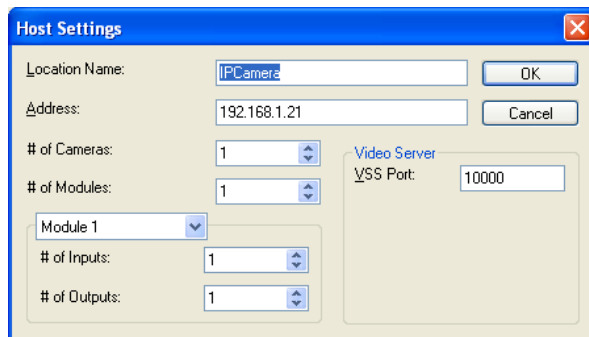 Host Settings
Location Name: IPCamera OK
Address: 192.168.1.21 Cancel
# of Cameras: 1
Video Server
# of Modules: 1
VSS Port: 10000
Module 1
# of Inputs: 1
# of Outputs: 1